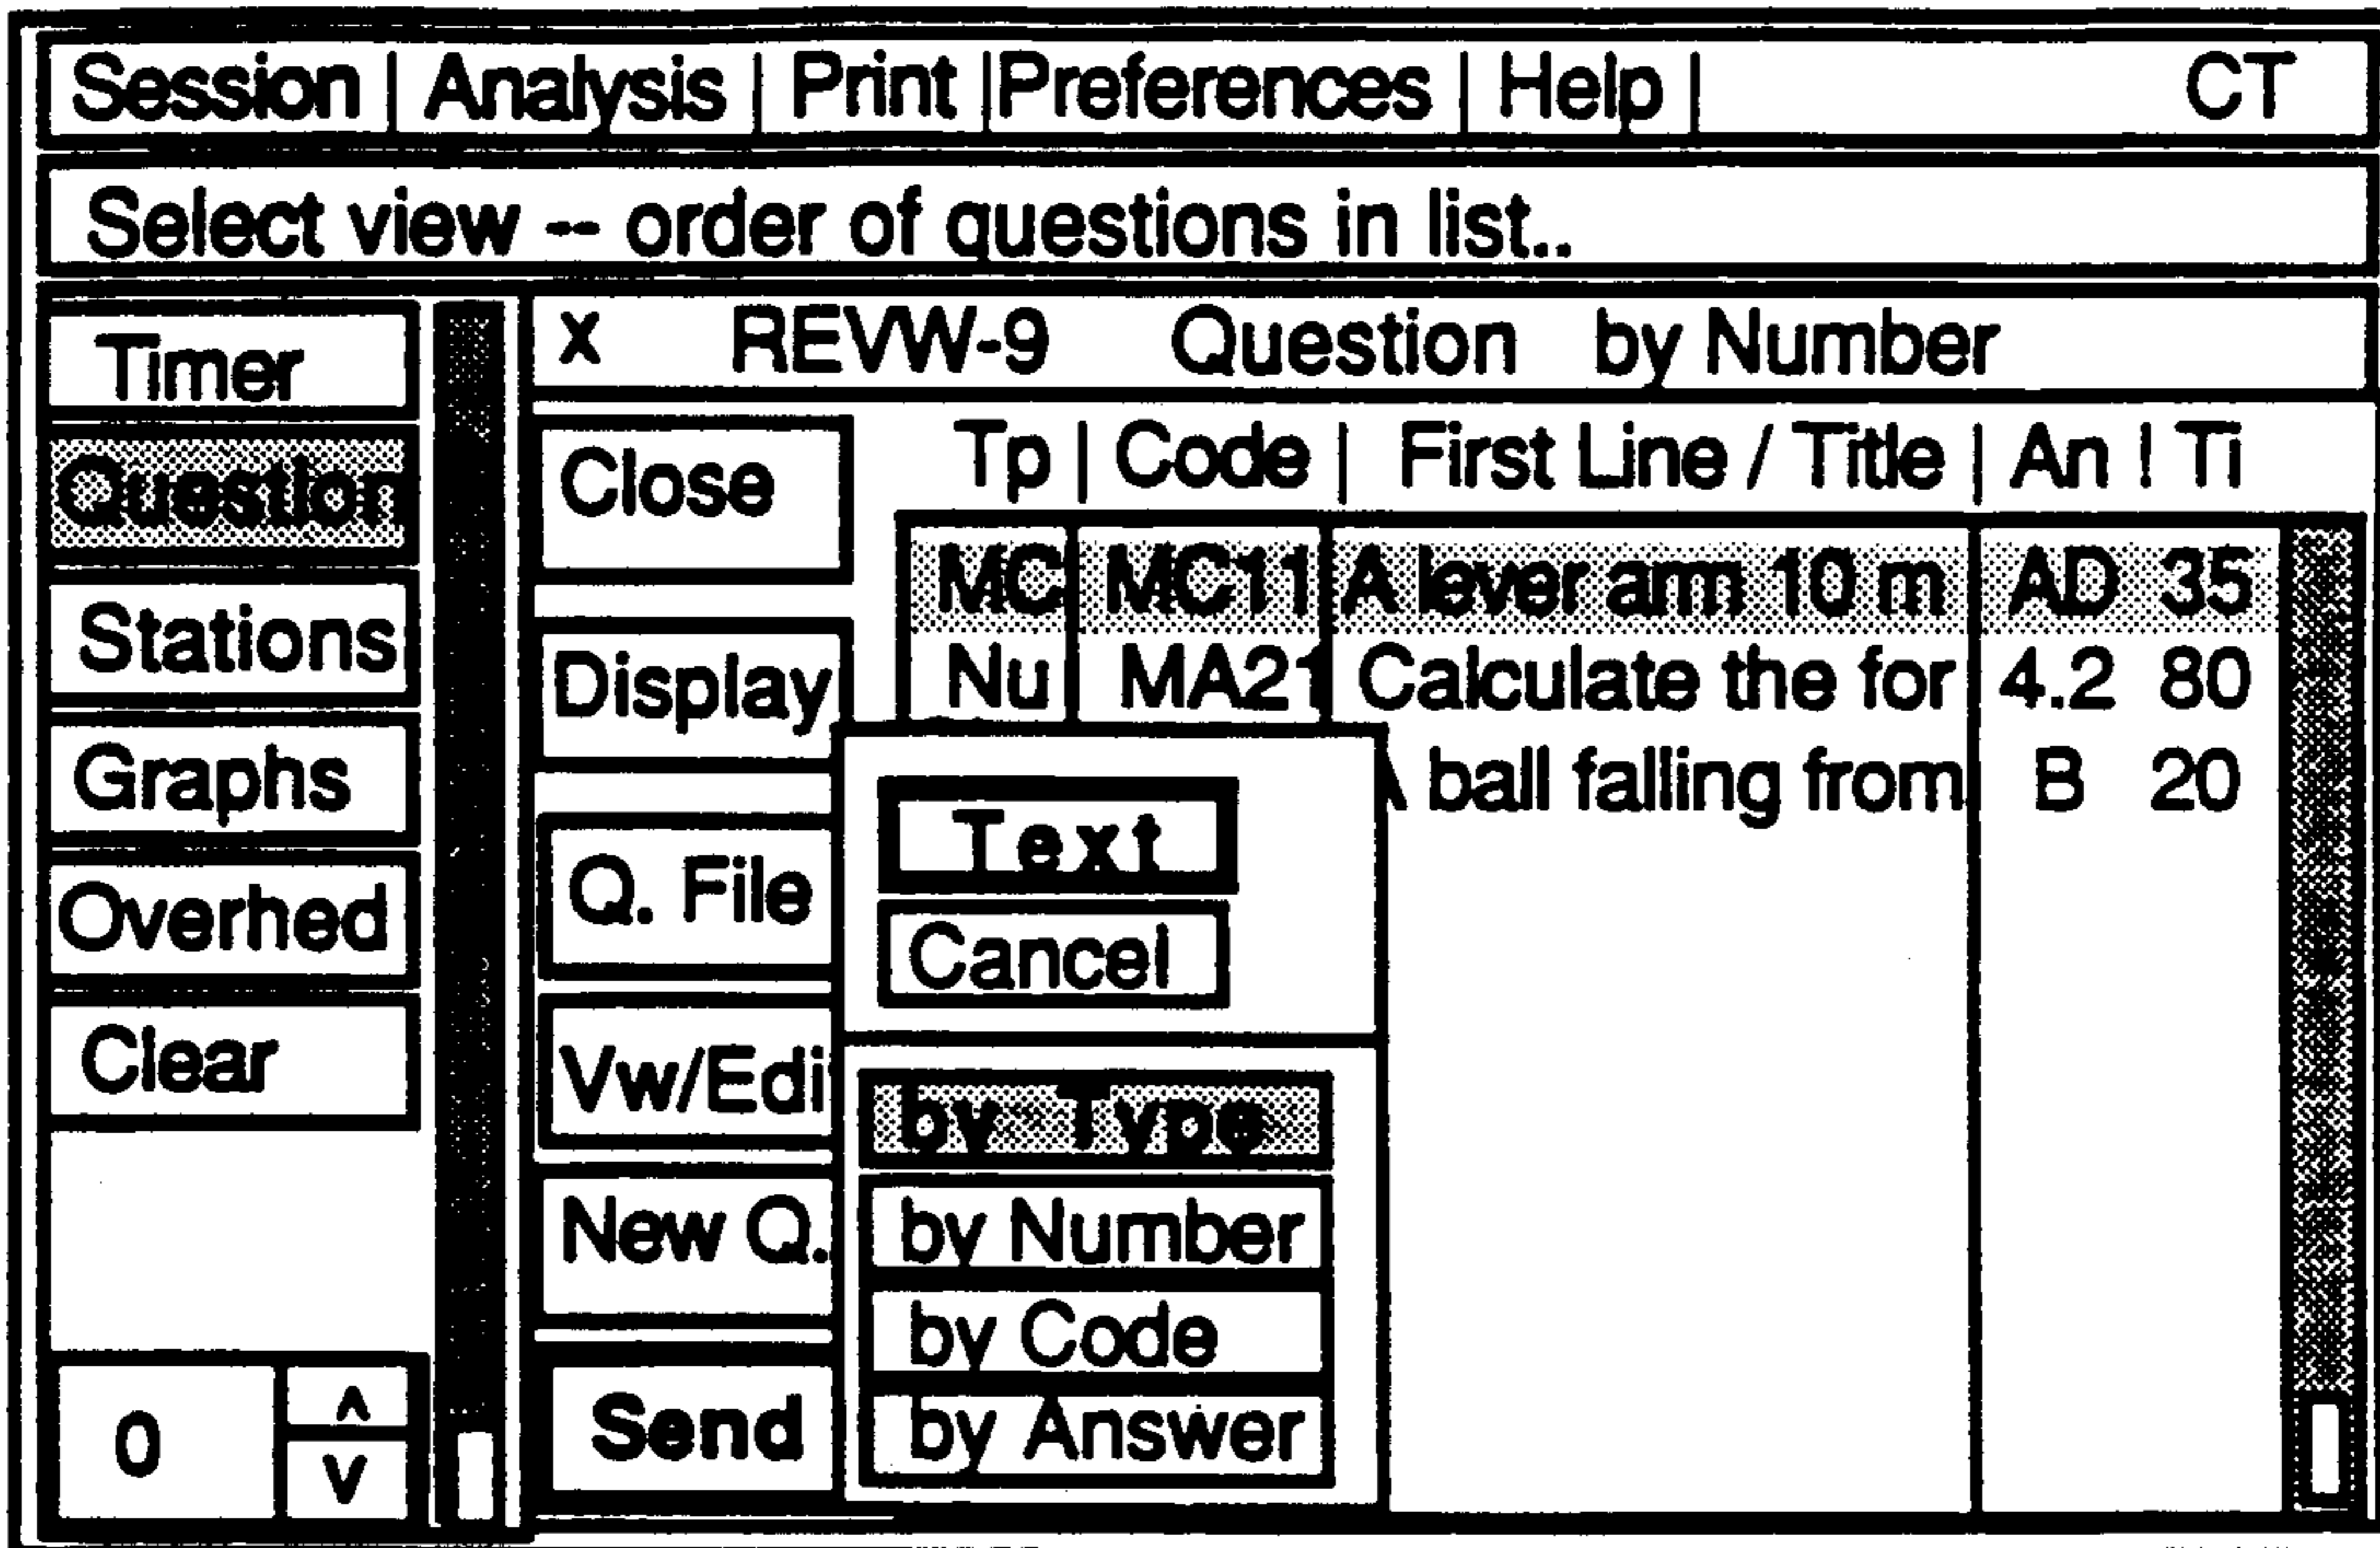 Session | Analysis | Print | Preferences | Help | CT
Select view -- order of questions in list..
X REVW-9 Question by Number
Timer
Question
Stations
Graphs
Overhed
Clear
0 ^
v
Close
Display
Q. File
Vw/Edi
New Q.
Send
Tp | Code | First Line / Title | An ! Ti
MC MC11 A lever arm 10 m AD 35
Nu MA21 Calculate the for 4.2 80
A ball falling from B 20
Text
Cancel
by Type
by Number
by Code
by Answer